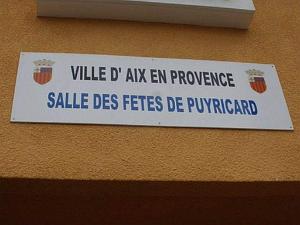 VILLE D' AIX EN PROVENCE
SALLE DES FETES DE PUYRICARD